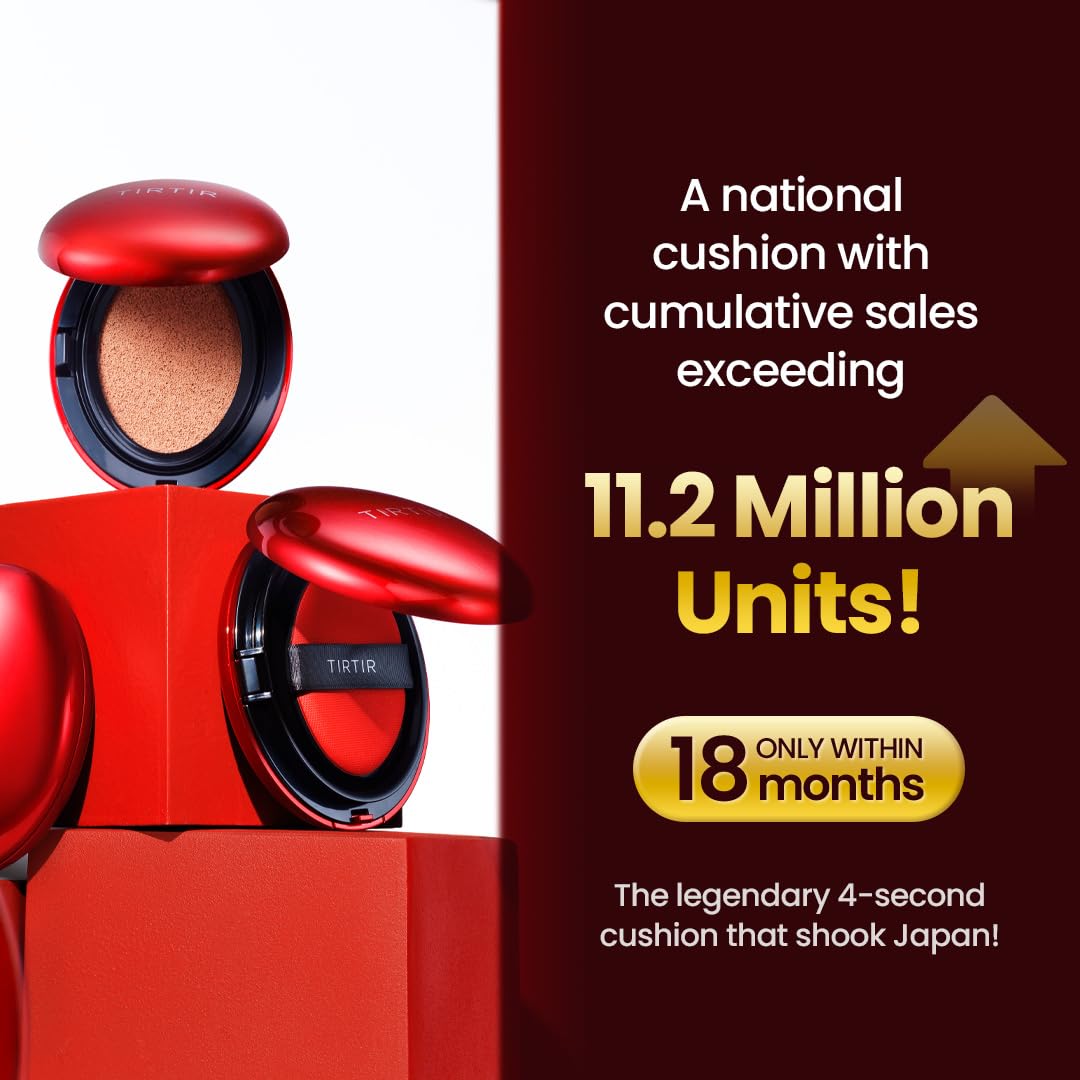 TIRTIR
TIRTIR
TIRTIR
A national
cushion with
cumulative sales
exceeding
11.2 Million
Units!
18 ONLY WITHIN
months
The legendary 4-second
cushion that shook Japan!